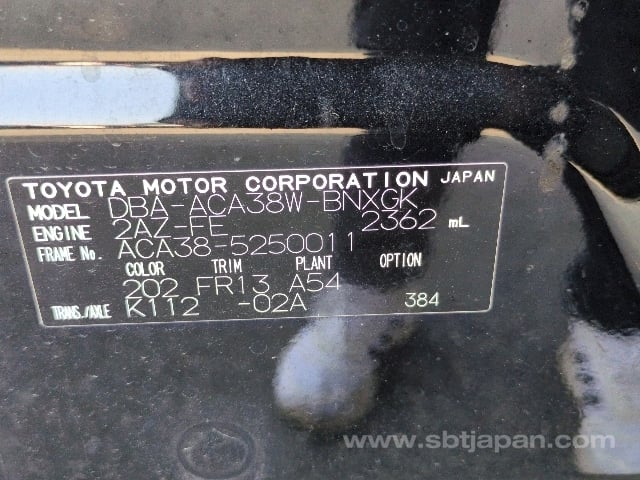 TOYOTA MOTOR CORPORATION JAPAN
MODEL DBA-ACA38W-BNXGK
ENGINE 2AZ-FE 2362 mL
FRAME No. ACA38-5250011
COLOR TRIM PLANT OPTION
202 FR13 A54
TRANS./AXLE K112 -02A 384
www.sbtjapan.com